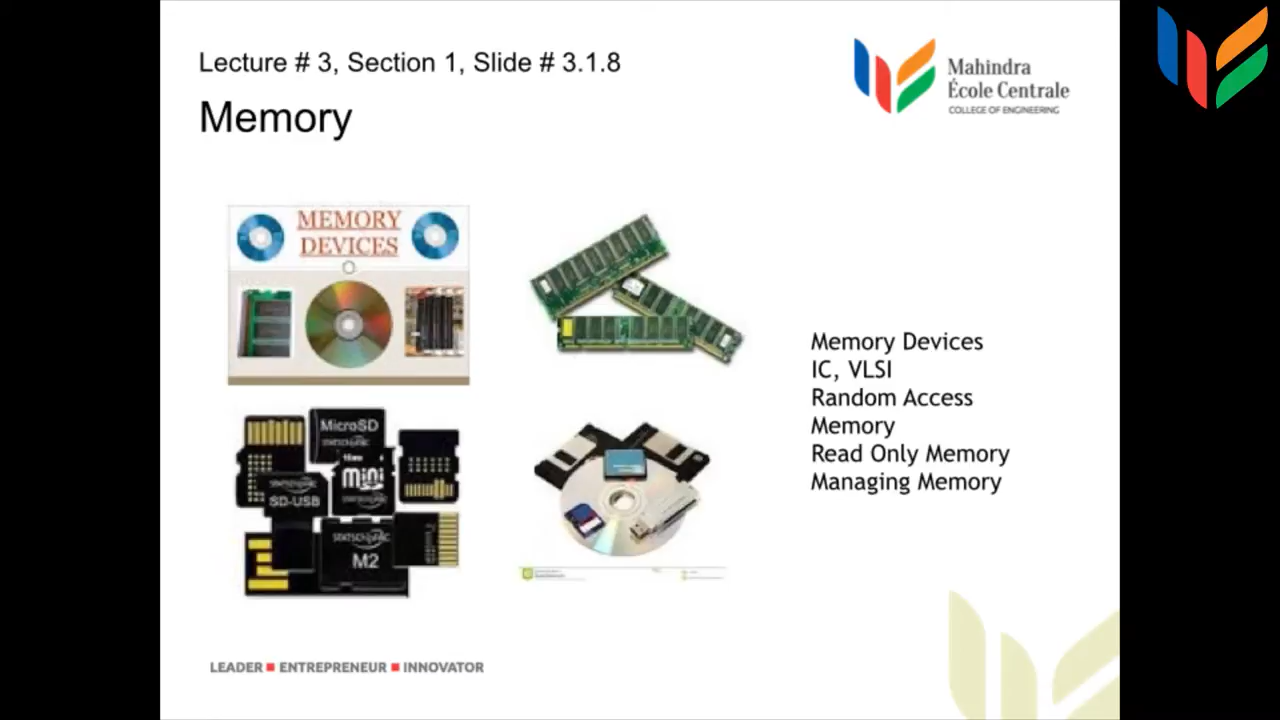 Lecture # 3, Section 1, Slide # 3.1.8
Memory
Mahindra
École Centrale
COLLEGE OF ENGINEERING
MEMORY
DEVICES
MicroSD
mini
SD-USB
M2
Memory Devices
IC, VLSI
Random Access
Memory
Read Only Memory
Managing Memory
LEADER ■ ENTREPRENEUR ■ INNOVATOR